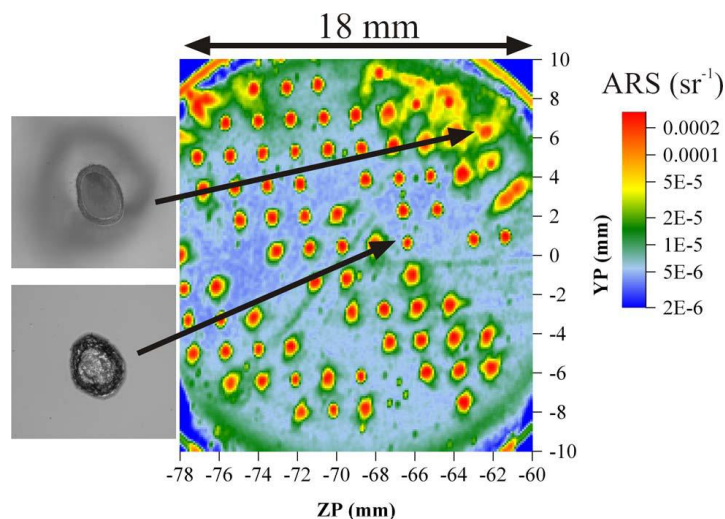 18 mm
ARS (sr⁻¹)
0.0002
0.0001
5E-5
2E-5
1E-5
5E-6
2E-6
10
8
6
4
2
0
-2
-4
-6
-8
-10
YP (mm)
-78 -76 -74 -72 -70 -68 -66 -64 -62 -60
ZP (mm)